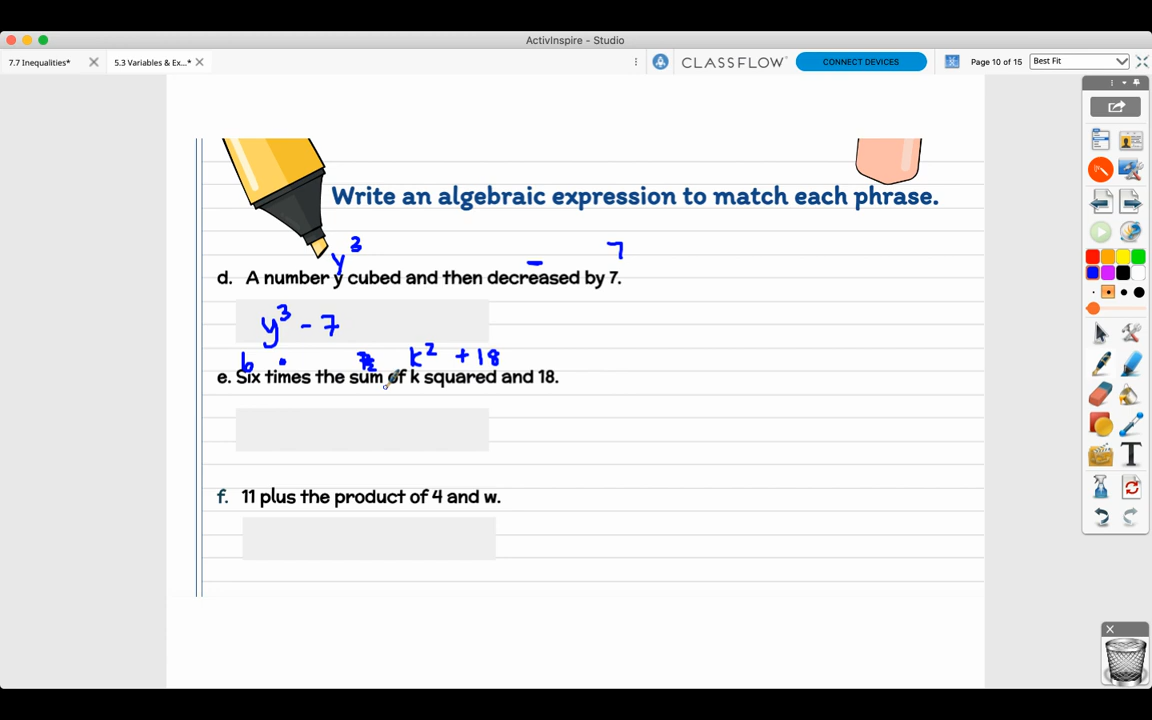 ActivInspire - Studio
7.7 Inequalities*
5.3 Variables & Ex...*
CLASSFLOW
CONNECT DEVICES
Page 10 of 15
Best Fit
Write an algebraic expression to match each phrase.
y³ - 7
d. A number y cubed and then decreased by 7.
y³ - 7
6 · k² + 18
e. Six times the sum of k squared and 18.
f. 11 plus the product of 4 and w.